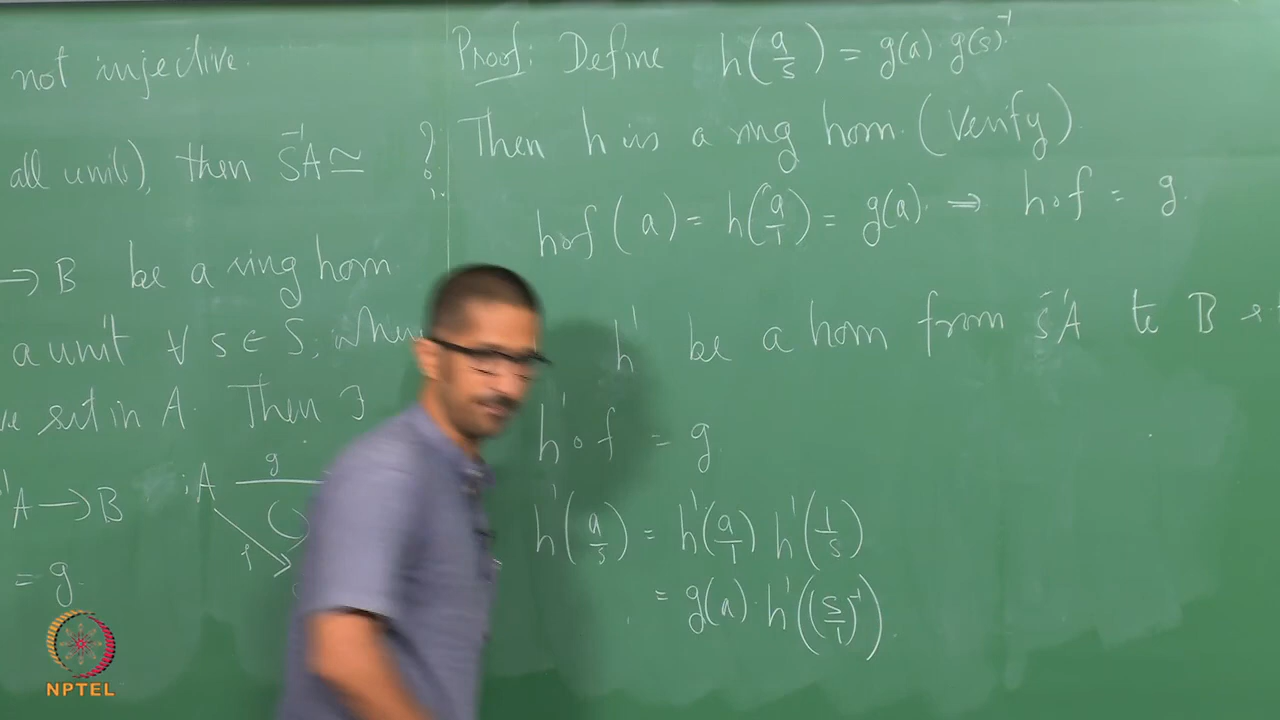 not injective.
all units), then S⁻¹A ≃ ?
→ B be a ring hom
a unit ∀ s ∈ S, where
set in A. Then ∃
A → B ; A g
f
= g
Proof: Define h(a/s) = g(a) g(s)⁻¹
Then h is a ring hom. (Verify)
h∘f(a) = h(a/1) = g(a). ⇒ h∘f = g.
h' be a hom from S⁻¹A to B
h'∘f = g
h'(a/s) = h'(a/1) h'(1/s)
= g(a) · h'((s/1)⁻¹)
NPTEL